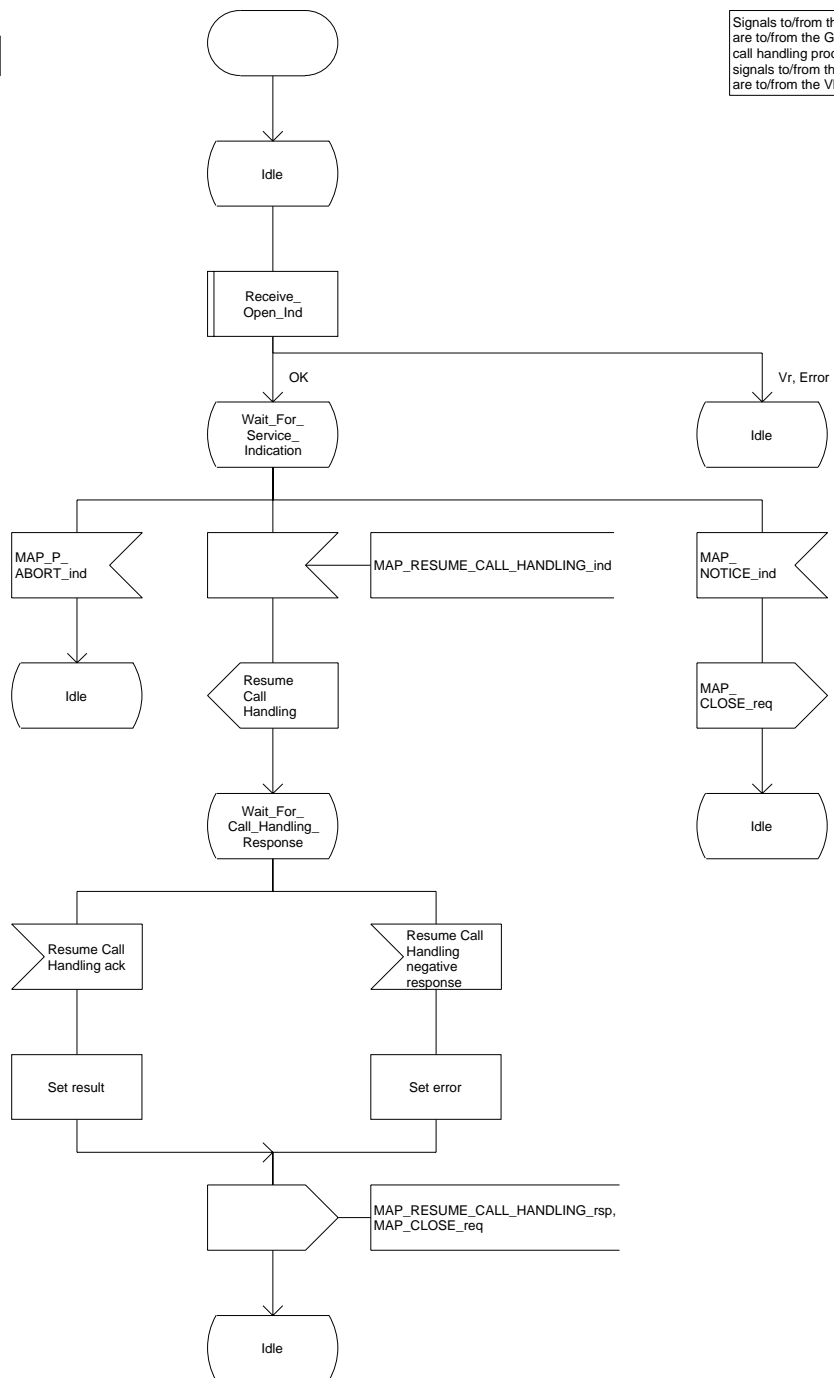 Signals to/from th
are to/from the G
call handling proc
signals to/from th
are to/from the
Idle
Receive_
Open_Ind
OK
Vr, Error
Wait_For_
Service_
Indication
Idle
MAP_P_
ABORT_ind
MAP_RESUME_CALL_HANDLING_ind
MAP_
NOTICE_ind
Idle
Resume
Call
Handling
MAP_
CLOSE_req
Wait_For_
Call_Handling_
Response
Idle
Resume Call
Handling ack
Resume Call
Handling
negative
response
Set result
Set error
MAP_RESUME_CALL_HANDLING_rsp,
MAP_CLOSE_req
Idle